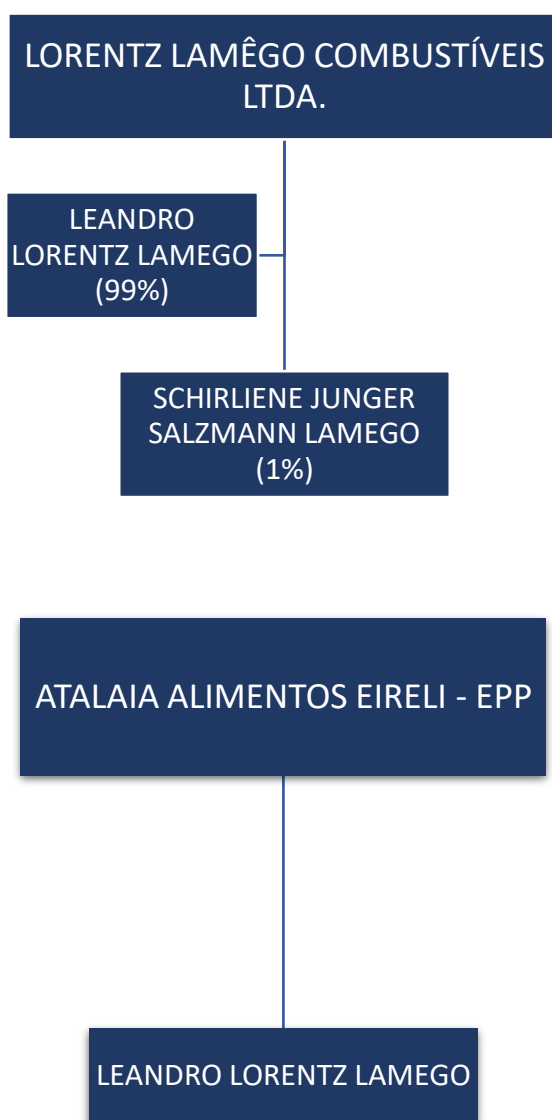 LORENTZ LAMÊGO COMBUSTÍVEIS
LTDA.
LEANDRO
LORENTZ LAMEGO
(99%)
SCHIRLIENE JUNGER
SALZMANN LAMEGO
(1%)
ATALAIA ALIMENTOS EIRELI - EPP
LEANDRO LORENTZ LAMEGO